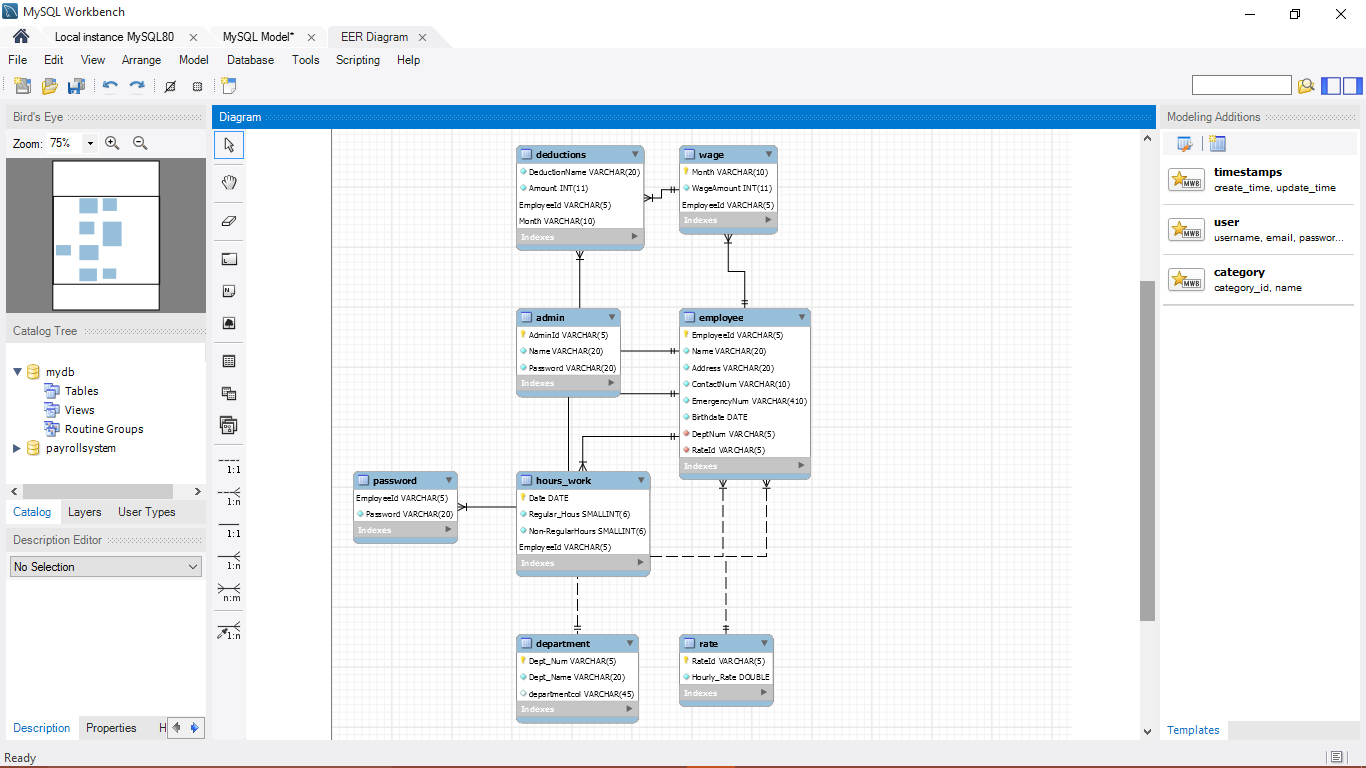 MySQL Workbench
Local instance MySQL80
MySQL Model*
EER Diagram
File Edit View Arrange Model Database Tools Scripting Help
Bird's Eye
Zoom: 75%
Catalog Tree
mydb
Tables
Views
Routine Groups
payrollsystem
Catalog Layers User Types
Description Editor
No Selection
Description Properties H
Ready
1:1
1:n
1:1
1:n
n:m
1:n
Diagram
deductions
DeductionName VARCHAR(20)
Amount INT(11)
EmployeeId VARCHAR(5)
Month VARCHAR(10)
Indexes
wage
Month VARCHAR(10)
WageAmount INT(11)
EmployeeId VARCHAR(5)
Indexes
admin
AdminId VARCHAR(5)
Name VARCHAR(20)
Password VARCHAR(20)
Indexes
employee
EmployeeId VARCHAR(5)
Name VARCHAR(20)
Address VARCHAR(20)
ContactNum VARCHAR(10)
EmergencyNum VARCHAR(410)
Birthdate DATE
DeptNum VARCHAR(5)
RateId VARCHAR(5)
Indexes
password
EmployeeId VARCHAR(5)
Password VARCHAR(20)
Indexes
hours_work
Date DATE
Regular_Hous SMALLINT(6)
Non-RegularHours SMALLINT(6)
EmployeeId VARCHAR(5)
Indexes
department
Dept_Num VARCHAR(5)
Dept_Name VARCHAR(20)
departmentcol VARCHAR(45)
Indexes
rate
RateId VARCHAR(5)
Hourly_Rate DOUBLE
Indexes
Modeling Additions
MWB
timestamps
create_time, update_time
MWB
user
username, email, passwor...
MWB
category
category_id, name
Templates